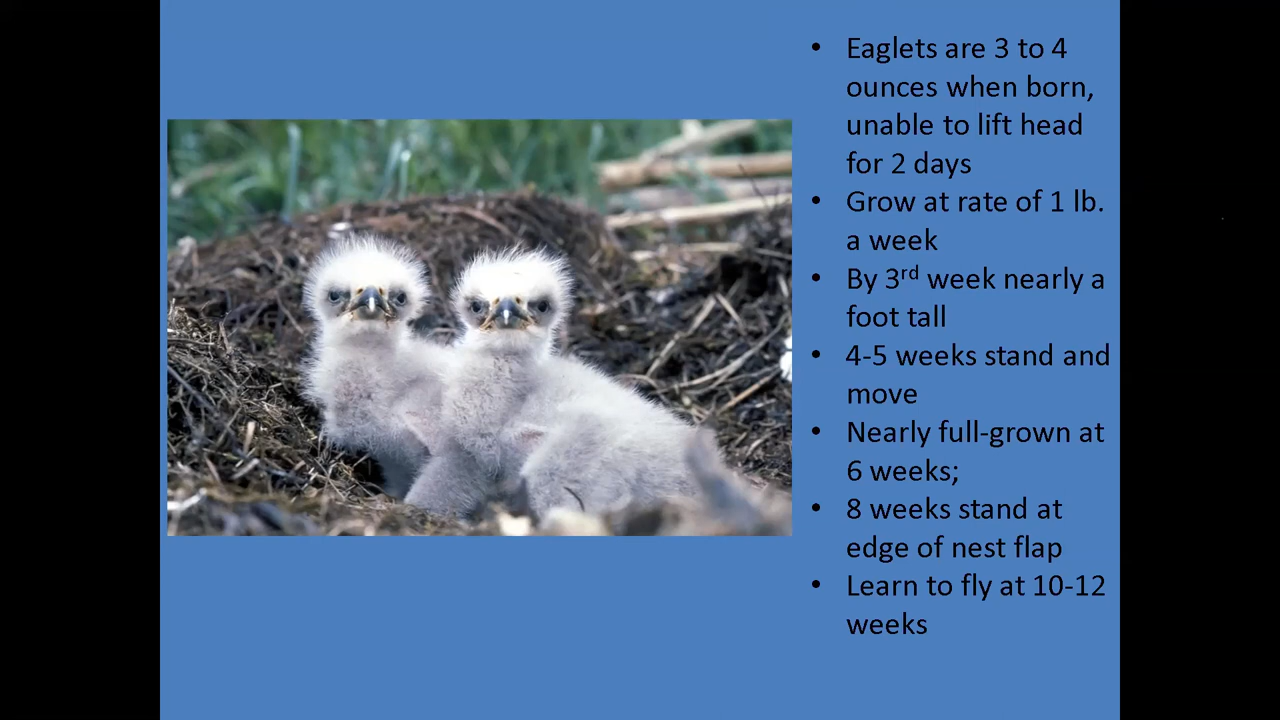 • Eaglets are 3 to 4
ounces when born,
unable to lift head
for 2 days
• Grow at rate of 1 lb.
a week
• By 3rd week nearly a
foot tall
• 4-5 weeks stand and
move
• Nearly full-grown at
6 weeks;
• 8 weeks stand at
edge of nest flap
• Learn to fly at 10-12
weeks